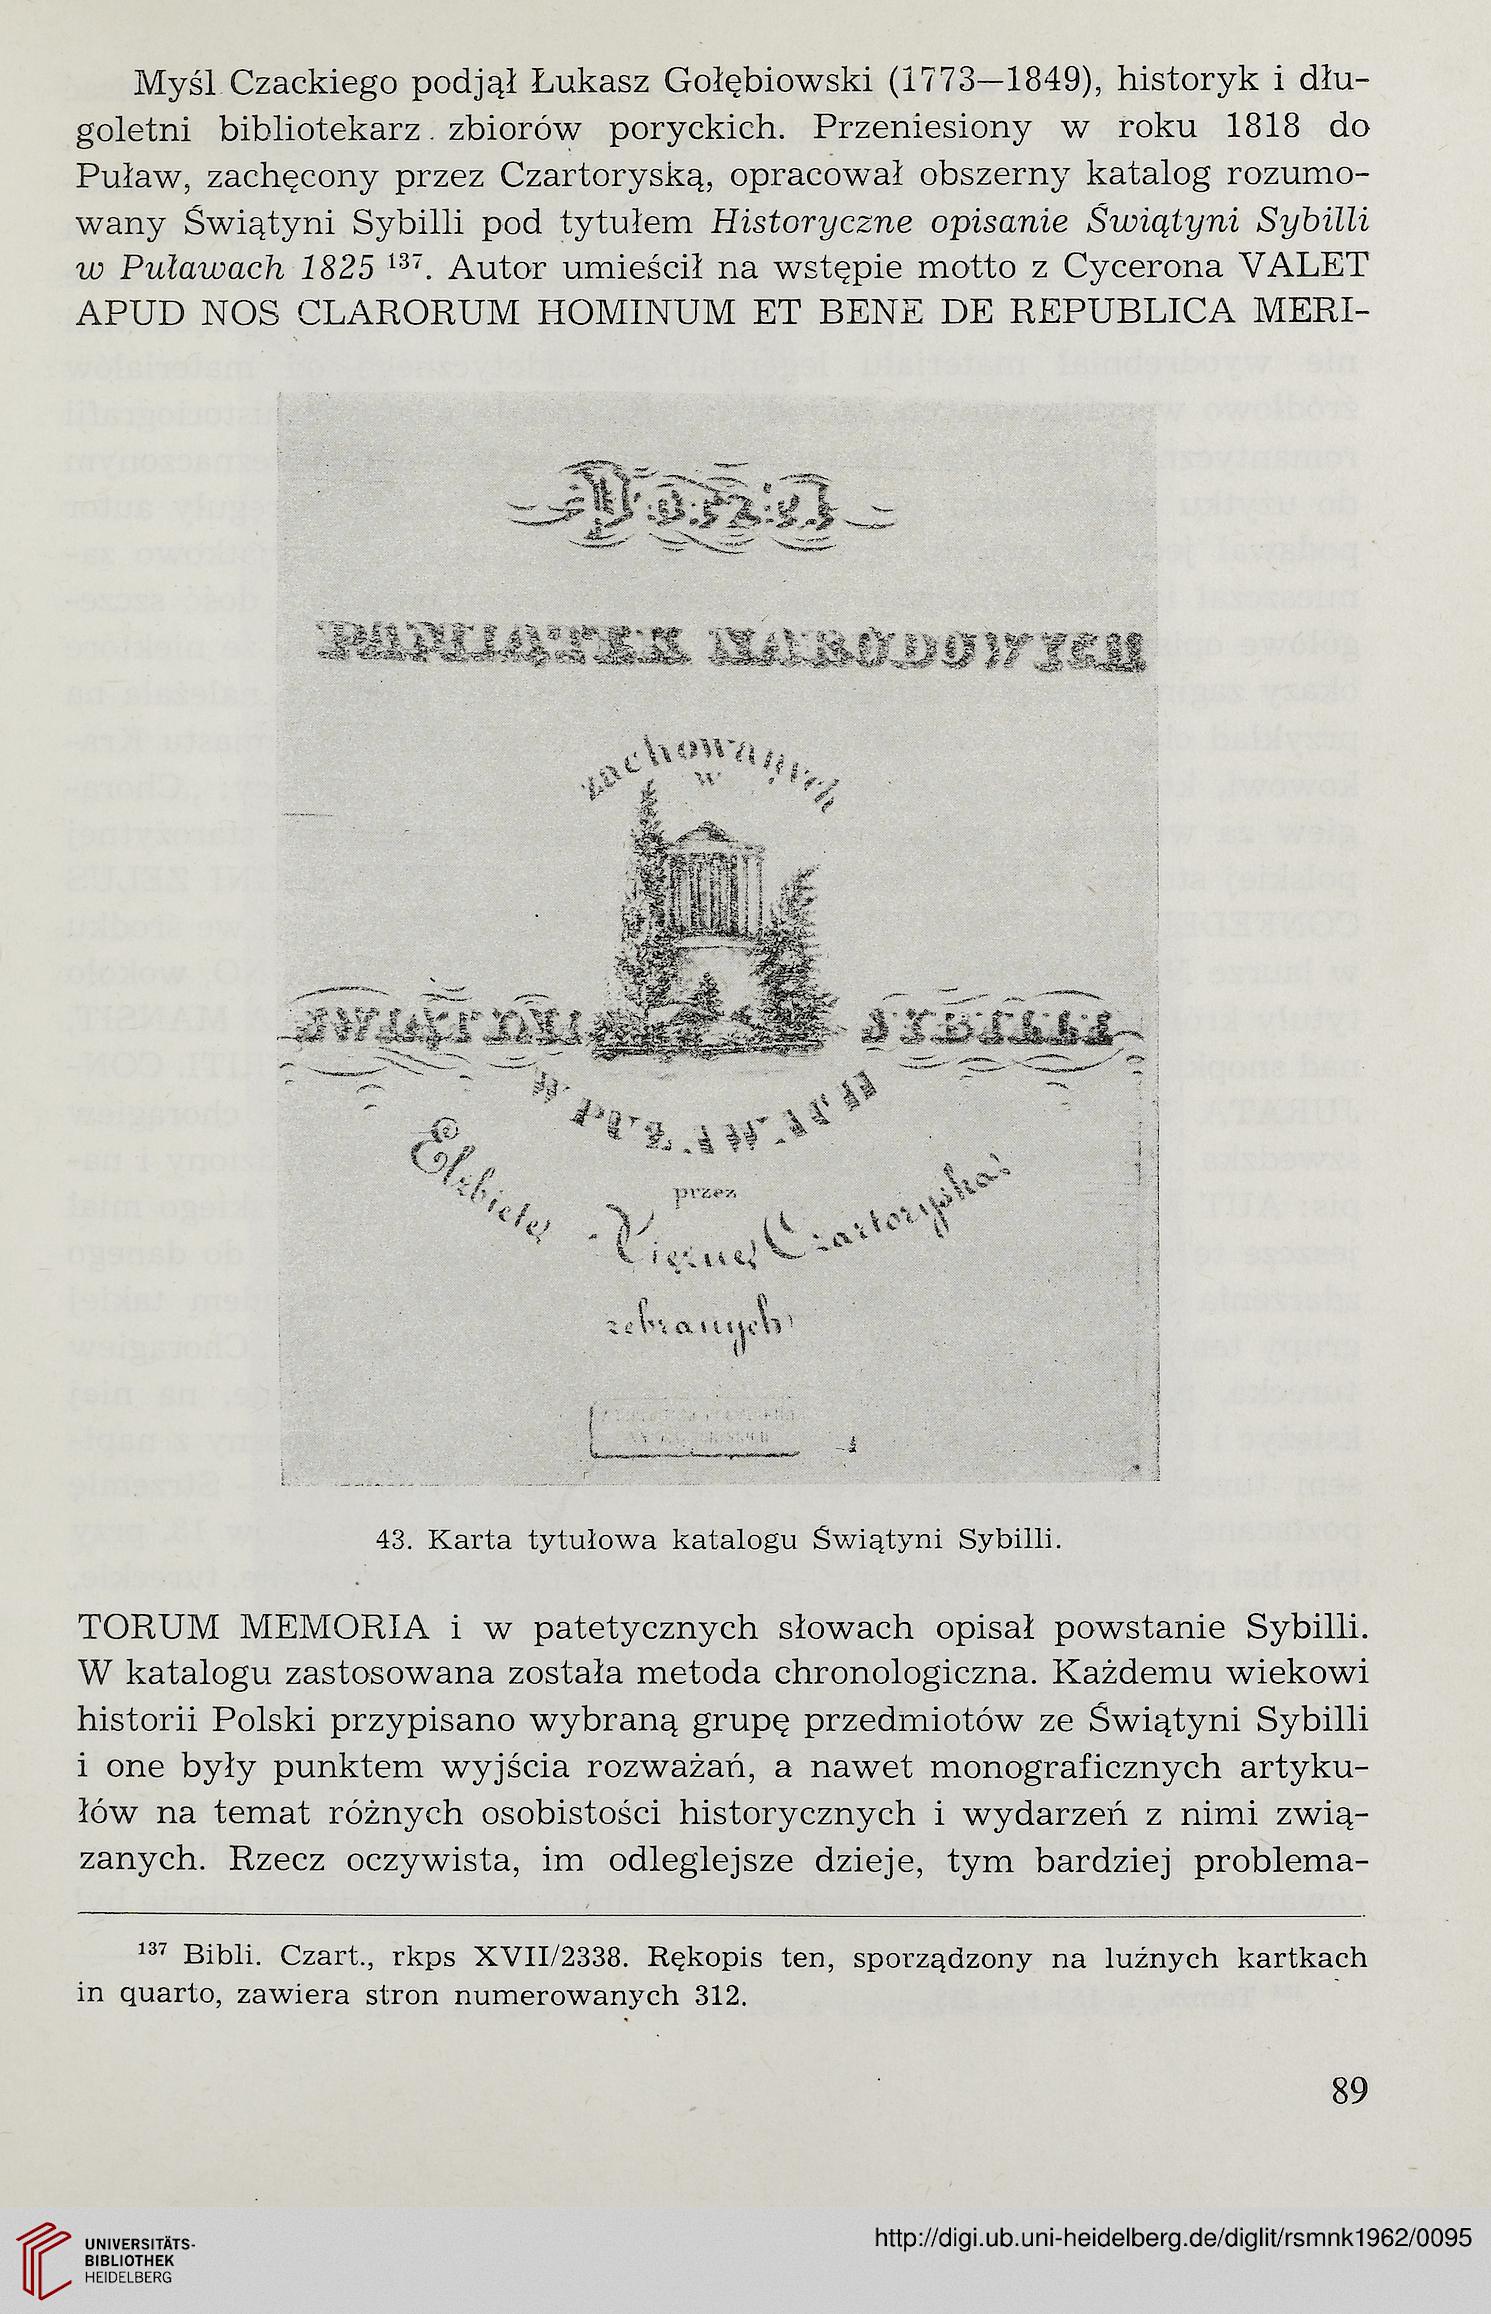 Myśl Czackiego podjął Łukasz Gołębiowski (1773—1849), historyk i dłu-
goletni bibliotekarz zbiorów poryckich. Przeniesiony w roku 1818 do
Puław, zachęcony przez Czartoryską, opracował obszerny katalog rozumo-
wany Świątyni Sybilli pod tytułem Historyczne opisanie Świątyni Sybilli
w Puławach 1825 ¹³⁷. Autor umieścił na wstępie motto z Cycerona VALET
APUD NOS CLARORUM HOMINUM ET BENE DE REPUBLICA MERI-
Poczet
PAMIĄTEK NARODOWYCH
zachowanych
w
ŚWIĄTYNI SYBILLI
W PUŁAWACH
przez
Elżbietę Xiężnę Czartoryską
zebranych
43. Karta tytułowa katalogu Świątyni Sybilli.
TORUM MEMORIA i w patetycznych słowach opisał powstanie Sybilli.
W katalogu zastosowana została metoda chronologiczna. Każdemu wiekowi
historii Polski przypisano wybraną grupę przedmiotów ze Świątyni Sybilli
i one były punktem wyjścia rozważań, a nawet monograficznych artyku-
łów na temat różnych osobistości historycznych i wydarzeń z nimi zwią-
zanych. Rzecz oczywista, im odleglejsze dzieje, tym bardziej problema-
¹³⁷ Bibli. Czart., rkps XVII/2338. Rękopis ten, sporządzony na luźnych kartkach
in quarto, zawiera stron numerowanych 312.
89
UNIVERSITÄTS-
BIBLIOTHEK
HEIDELBERG
http://digi.ub.uni-heidelberg.de/diglit/rsmnk1962/0095